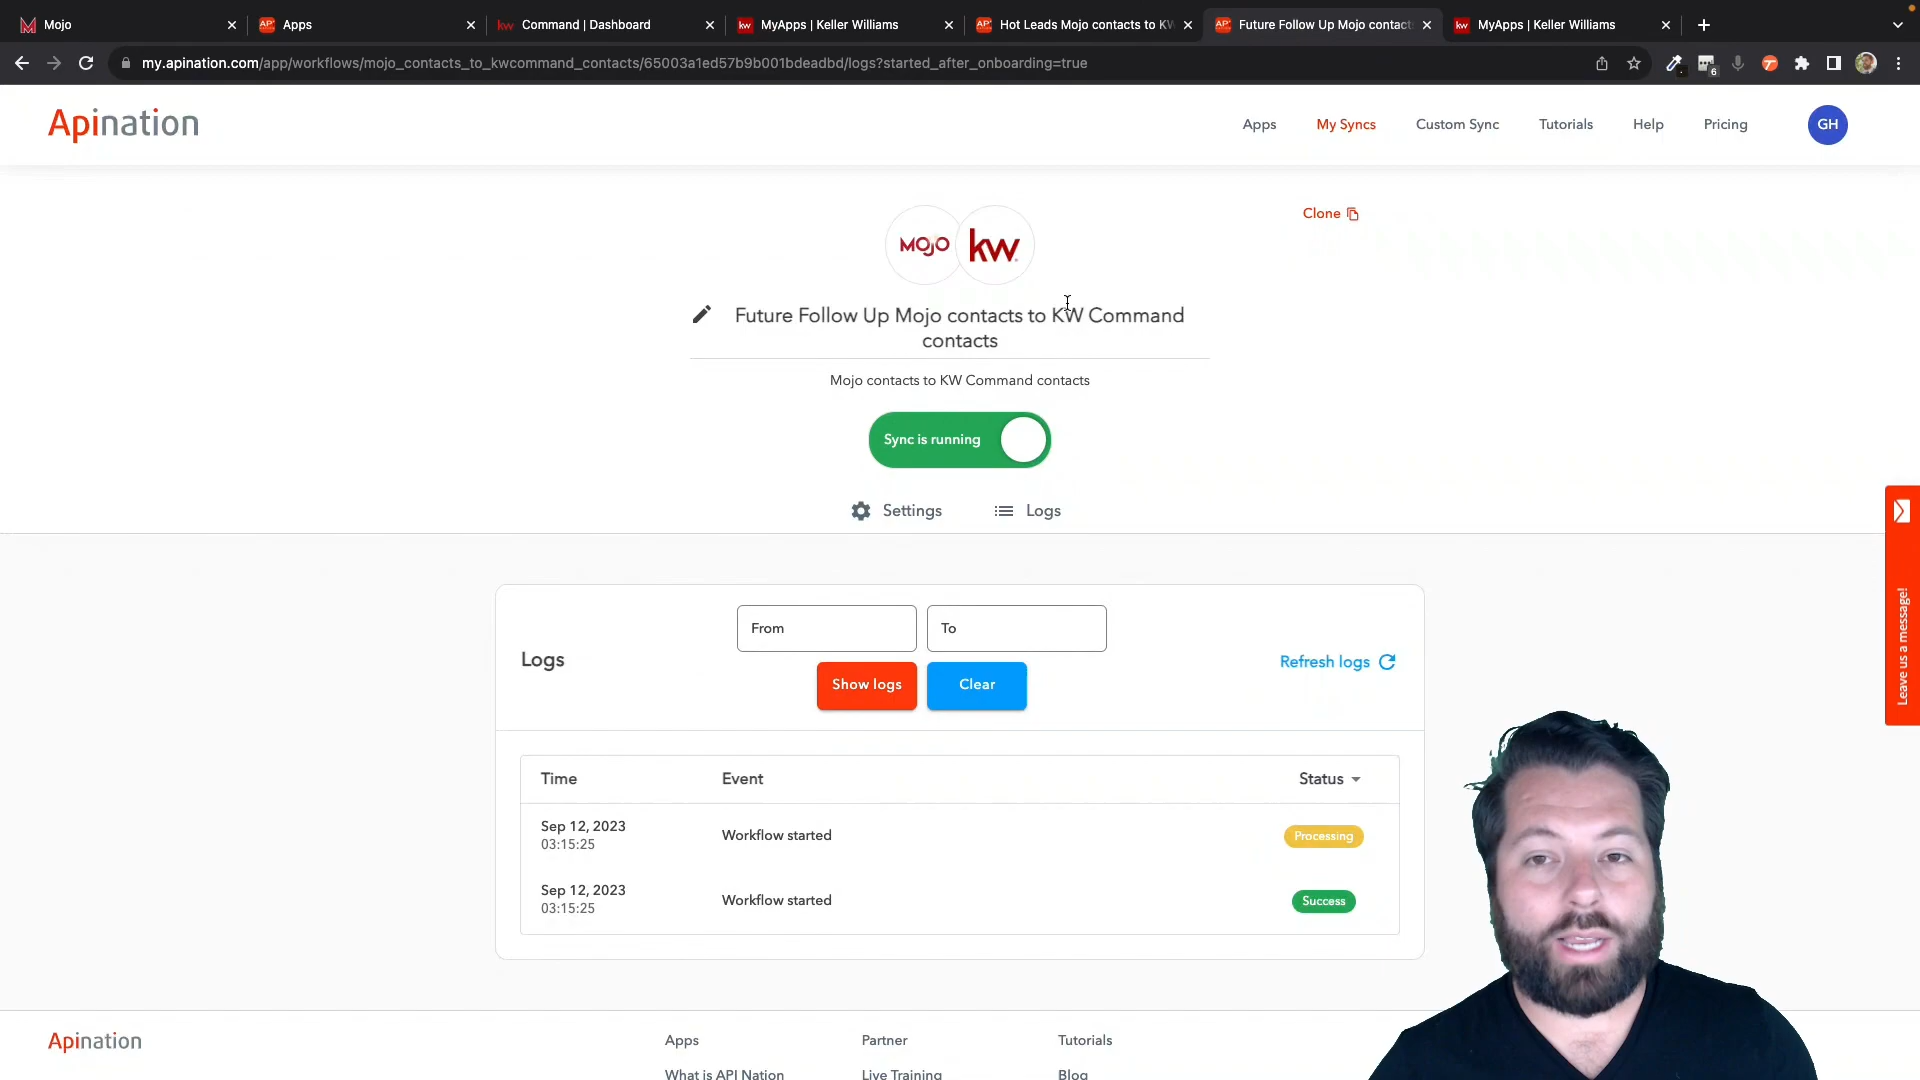 Mojo
Apps
Command | Dashboard
MyApps | Keller Williams
Hot Leads Mojo contacts to KW
Future Follow Up Mojo contact
MyApps | Keller Williams
my.apination.com/app/workflows/mojo_contacts_to_kwcommand_contacts/65003a1ed57b9b001bdeadbd/logs?started_after_onboarding=true
6
Apination
Apps
My Syncs
Custom Sync
Tutorials
Help
Pricing
GH
Clone
MOJO
kw
Future Follow Up Mojo contacts to KW Command
contacts
Mojo contacts to KW Command contacts
Sync is running
Settings
Logs
Leave us a message!
Logs
From
To
Show logs
Clear
Refresh logs
Time
Event
Status
Sep 12, 2023
03:15:25
Workflow started
Processing
Sep 12, 2023
03:15:25
Workflow started
Success
Apination
Apps
Partner
Tutorials
What is API Nation
Live Training
Blog